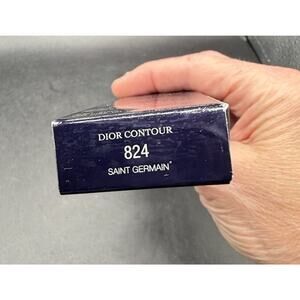 DIOR CONTOUR
824
SAINT GERMAIN*